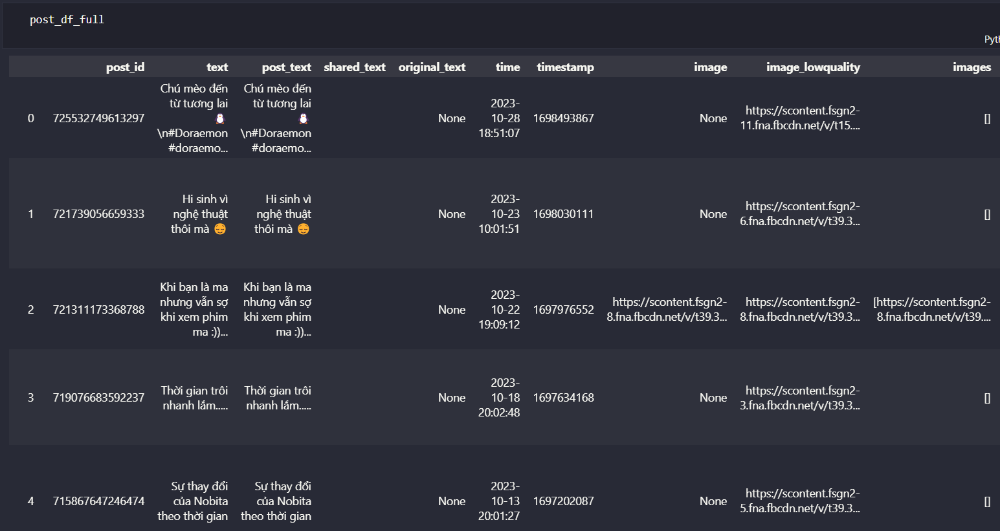 post_df_full
Pyth
post_id text post_text shared_text original_text time timestamp image image_lowquality images
0 725532749613297 Chú mèo đến từ tương lai 🐧 \n#Doraemon #doraemo... Chú mèo đến từ tương lai 🐧 \n#Doraemon #doraemo... None 2023-10-28 18:51:07 1698493867 None https://scontent.fsgn2-11.fna.fbcdn.net/v/t15.... []
1 721739056659333 Hi sinh vì nghệ thuật thôi mà 😌 Hi sinh vì nghệ thuật thôi mà 😌 None 2023-10-23 10:01:51 1698030111 None https://scontent.fsgn2-6.fna.fbcdn.net/v/t39.3... []
2 721311173368788 Khi bạn là ma nhưng vẫn sợ khi xem phim ma :))... Khi bạn là ma nhưng vẫn sợ khi xem phim ma :))... None 2023-10-22 19:09:12 1697976552 https://scontent.fsgn2-8.fna.fbcdn.net/v/t39.3... https://scontent.fsgn2-8.fna.fbcdn.net/v/t39.3... [https://scontent.fsgn2-8.fna.fbcdn.net/v/t39....
3 719076683592237 Thời gian trôi nhanh lắm..... Thời gian trôi nhanh lắm..... None 2023-10-18 20:02:48 1697634168 None https://scontent.fsgn2-3.fna.fbcdn.net/v/t39.3... []
4 715867647246474 Sự thay đổi của Nobita theo thời gian Sự thay đổi của Nobita theo thời gian None 2023-10-13 20:01:27 1697202087 None https://scontent.fsgn2-5.fna.fbcdn.net/v/t39.3... []